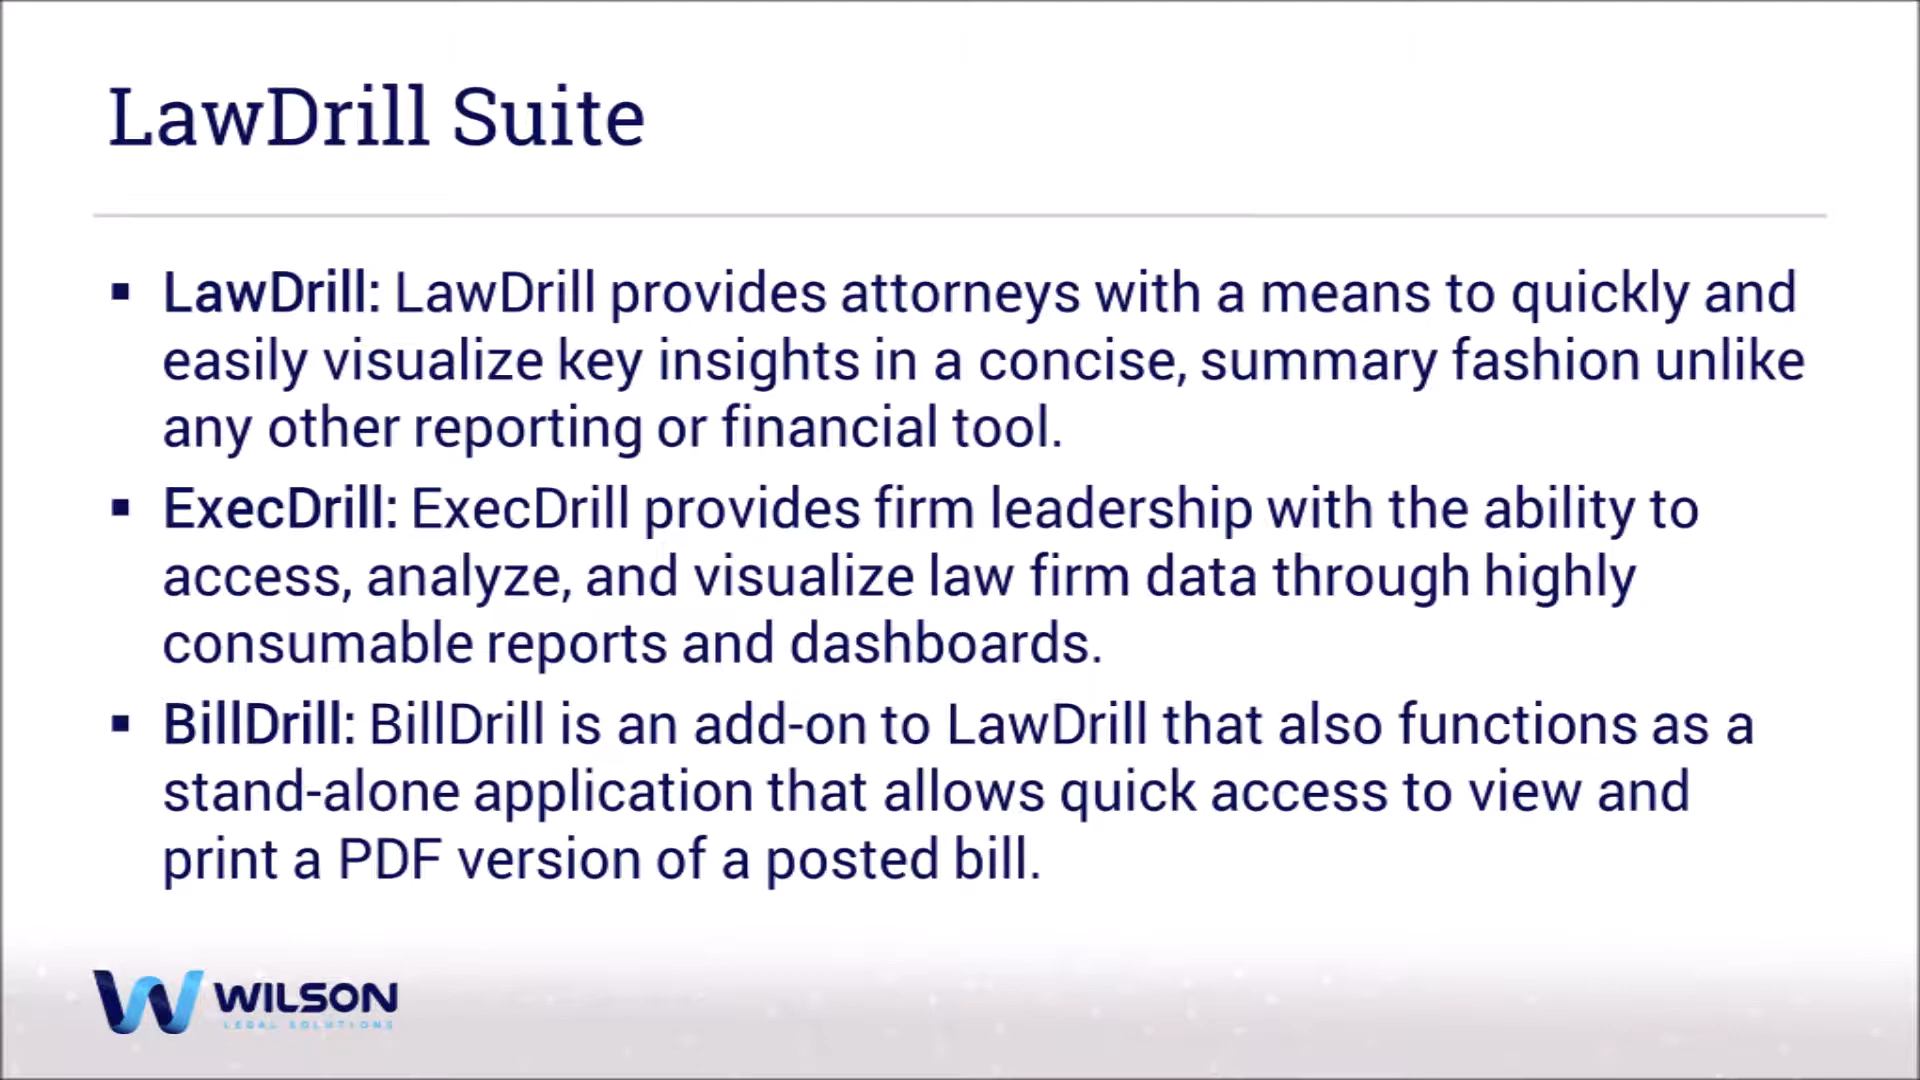 LawDrill Suite
▪ LawDrill: LawDrill provides attorneys with a means to quickly and
easily visualize key insights in a concise, summary fashion unlike
any other reporting or financial tool.
▪ ExecDrill: ExecDrill provides firm leadership with the ability to
access, analyze, and visualize law firm data through highly
consumable reports and dashboards.
▪ BillDrill: BillDrill is an add-on to LawDrill that also functions as a
stand-alone application that allows quick access to view and
print a PDF version of a posted bill.
WILSON
LEGAL SOLUTIONS